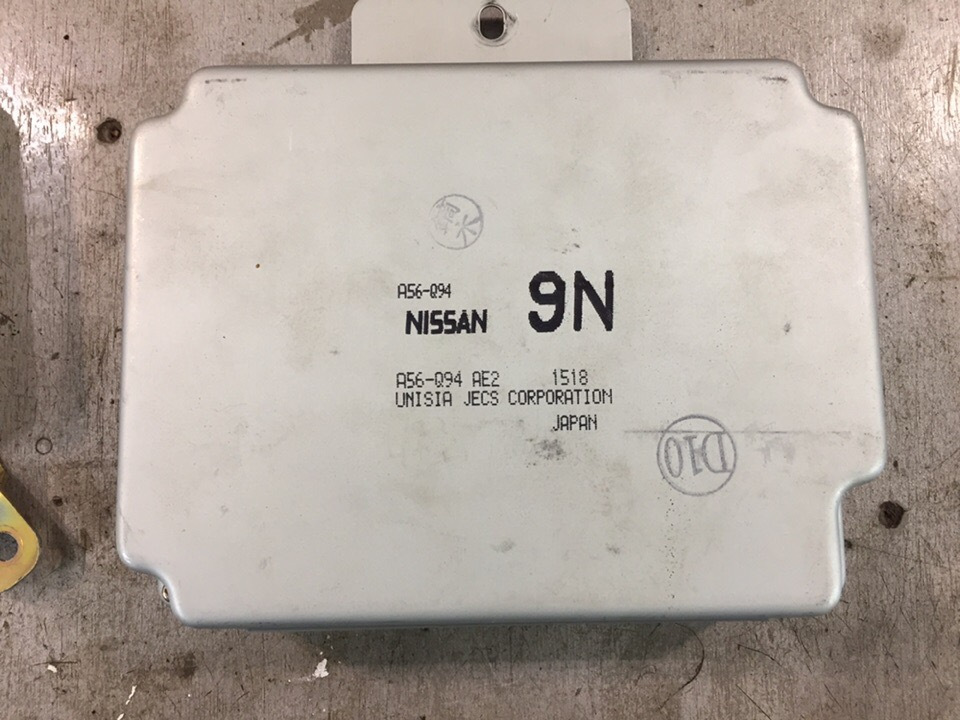 A56-Q94
NISSAN 9N
A56-Q94 AE2 1518
UNISIA JECS CORPORATION
JAPAN
D10